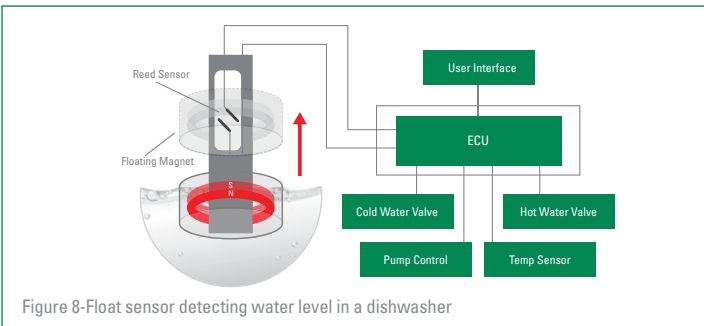 Reed Sensor
Floating Magnet
S
N
User Interface
ECU
Cold Water Valve
Hot Water Valve
Pump Control
Temp Sensor
Figure 8-Float sensor detecting water level in a dishwasher